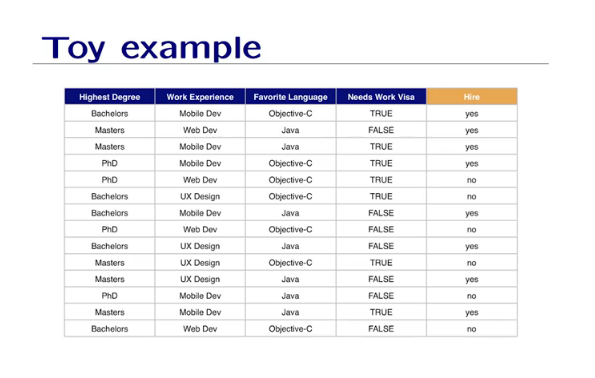 Toy example
Highest Degree Work Experience Favorite Language Needs Work Visa Hire
Bachelors Mobile Dev Objective-C TRUE yes
Masters Web Dev Java FALSE yes
Masters Mobile Dev Java TRUE yes
PhD Mobile Dev Objective-C TRUE yes
PhD Web Dev Objective-C TRUE no
Bachelors UX Design Objective-C TRUE no
Bachelors Mobile Dev Java FALSE yes
PhD Web Dev Objective-C FALSE no
Bachelors UX Design Java FALSE yes
Masters UX Design Objective-C TRUE no
Masters UX Design Java FALSE yes
PhD Mobile Dev Java FALSE no
Masters Mobile Dev Java TRUE yes
Bachelors Web Dev Objective-C FALSE no